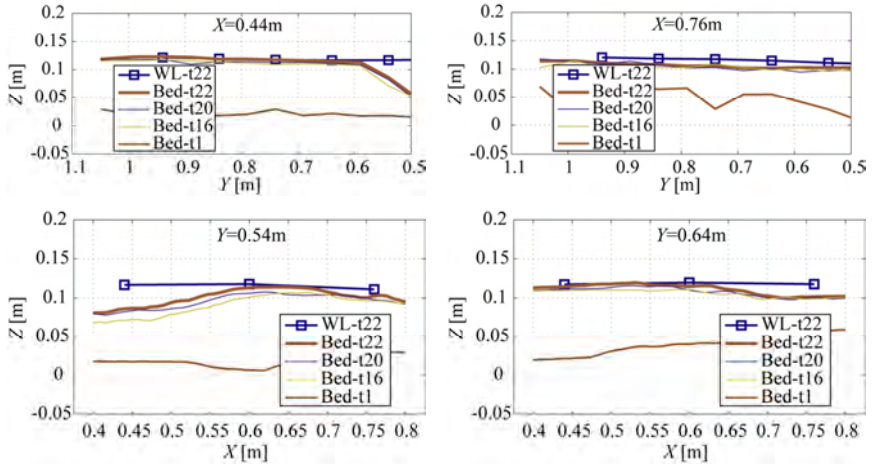 X=0.44m
0.2
0.15
0.1
0.05
0
-0.05
Z [m]
WL-t22
Bed-t22
Bed-t20
Bed-t16
Bed-t1
1.1 1 0.9 0.8 0.7 0.6 0.5
Y [m]
X=0.76m
0.2
0.15
0.1
0.05
0
-0.05
Z [m]
WL-t22
Bed-t22
Bed-t20
Bed-t16
Bed-t1
1.1 1 0.9 0.8 0.7 0.6 0.5
Y [m]
Y=0.54m
0.2
0.15
0.1
0.05
0
-0.05
Z [m]
WL-t22
Bed-t22
Bed-t20
Bed-t16
Bed-t1
0.4 0.45 0.5 0.55 0.6 0.65 0.7 0.75 0.8
X [m]
Y=0.64m
0.2
0.15
0.1
0.05
0
-0.05
Z [m]
WL-t22
Bed-t22
Bed-t20
Bed-t16
Bed-t1
0.4 0.45 0.5 0.55 0.6 0.65 0.7 0.75 0.8
X [m]